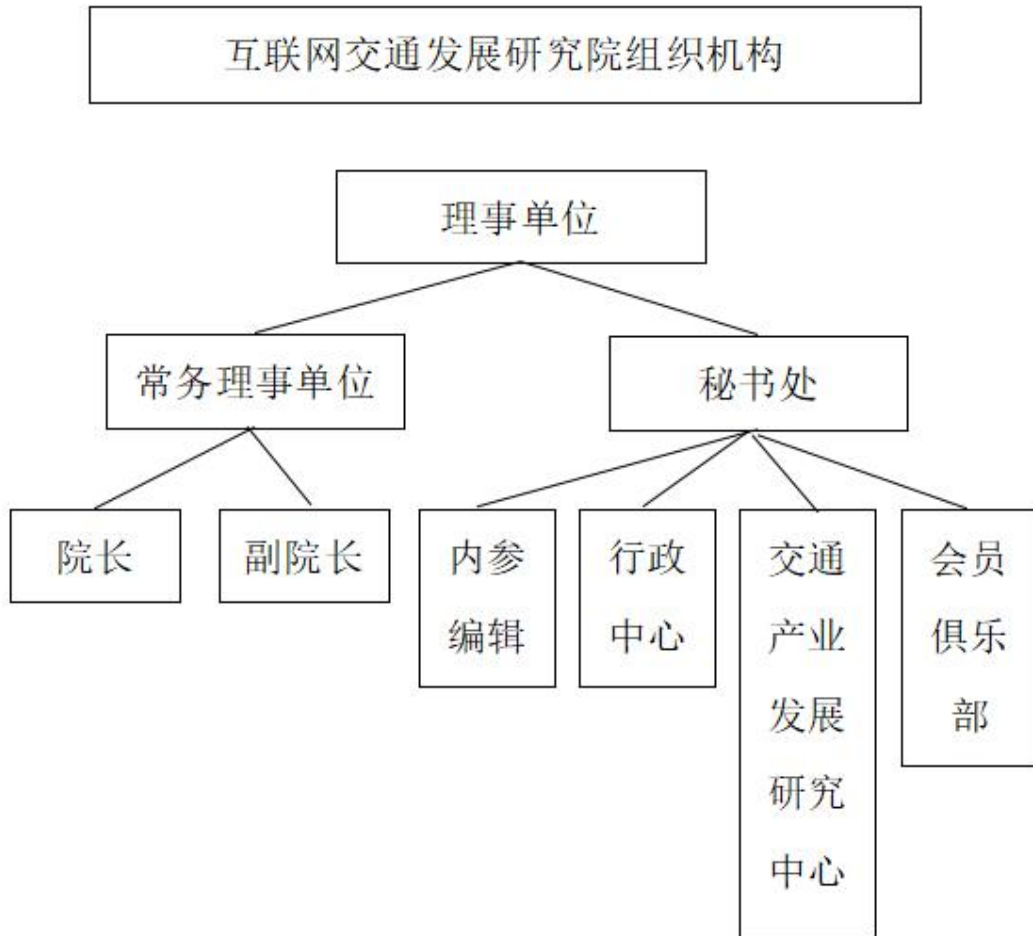 互联网交通发展研究院组织机构
理事单位
常务理事单位
秘书处
院长
副院长
内参
编辑
行政
中心
交通
产业
发展
研究
中心
会员
俱乐
部